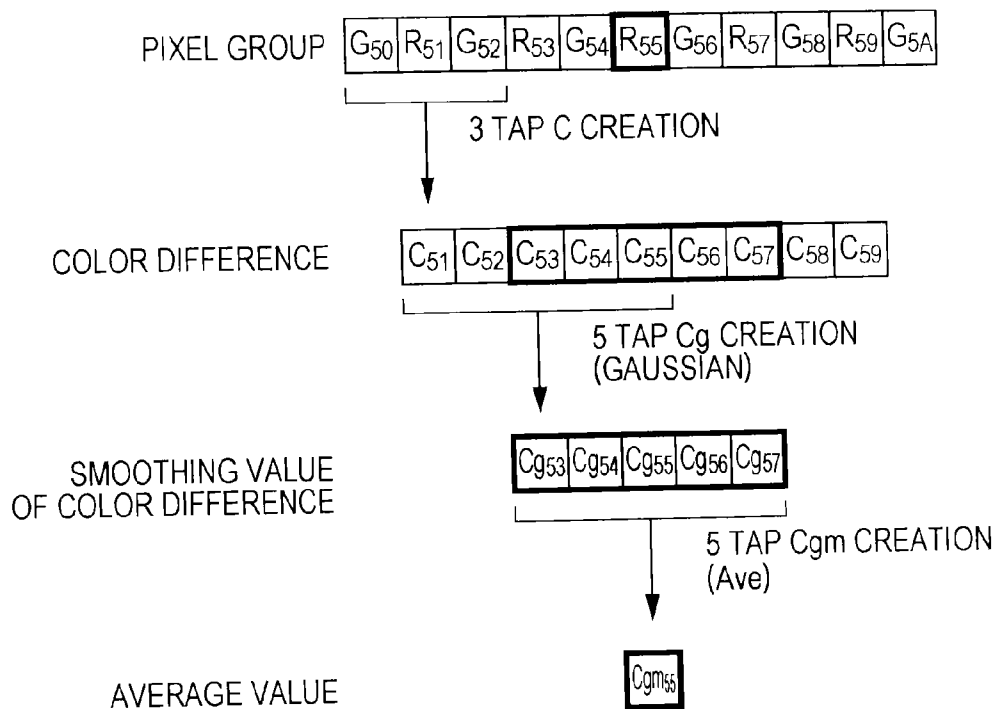 PIXEL GROUP G50 R51 G52 R53 G54 R55 G56 R57 G58 R59 G5A
3 TAP C CREATION
COLOR DIFFERENCE C51 C52 C53 C54 C55 C56 C57 C58 C59
5 TAP Cg CREATION
(GAUSSIAN)
SMOOTHING VALUE
OF COLOR DIFFERENCE
Cg53 Cg54 Cg55 Cg56 Cg57
5 TAP Cgm CREATION
(Ave)
AVERAGE VALUE Cgm55